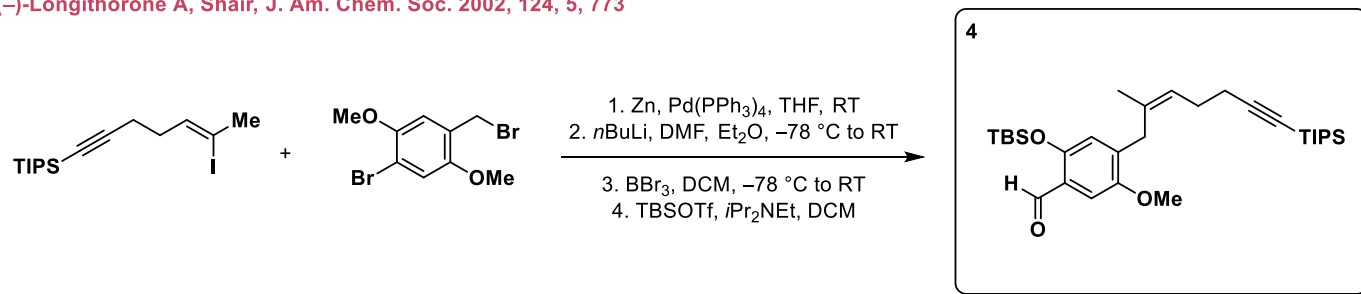 (–)-Longithorone A, Shair, J. Am. Chem. Soc. 2002, 124, 5, 773
TIPS
Me
I
+
MeO
Br
Br
OMe
1. Zn, Pd(PPh3)4, THF, RT
2. nBuLi, DMF, Et2O, –78 °C to RT
3. BBr3, DCM, –78 °C to RT
4. TBSOTf, iPr2NEt, DCM
4
TBSO
TIPS
H
O
OMe